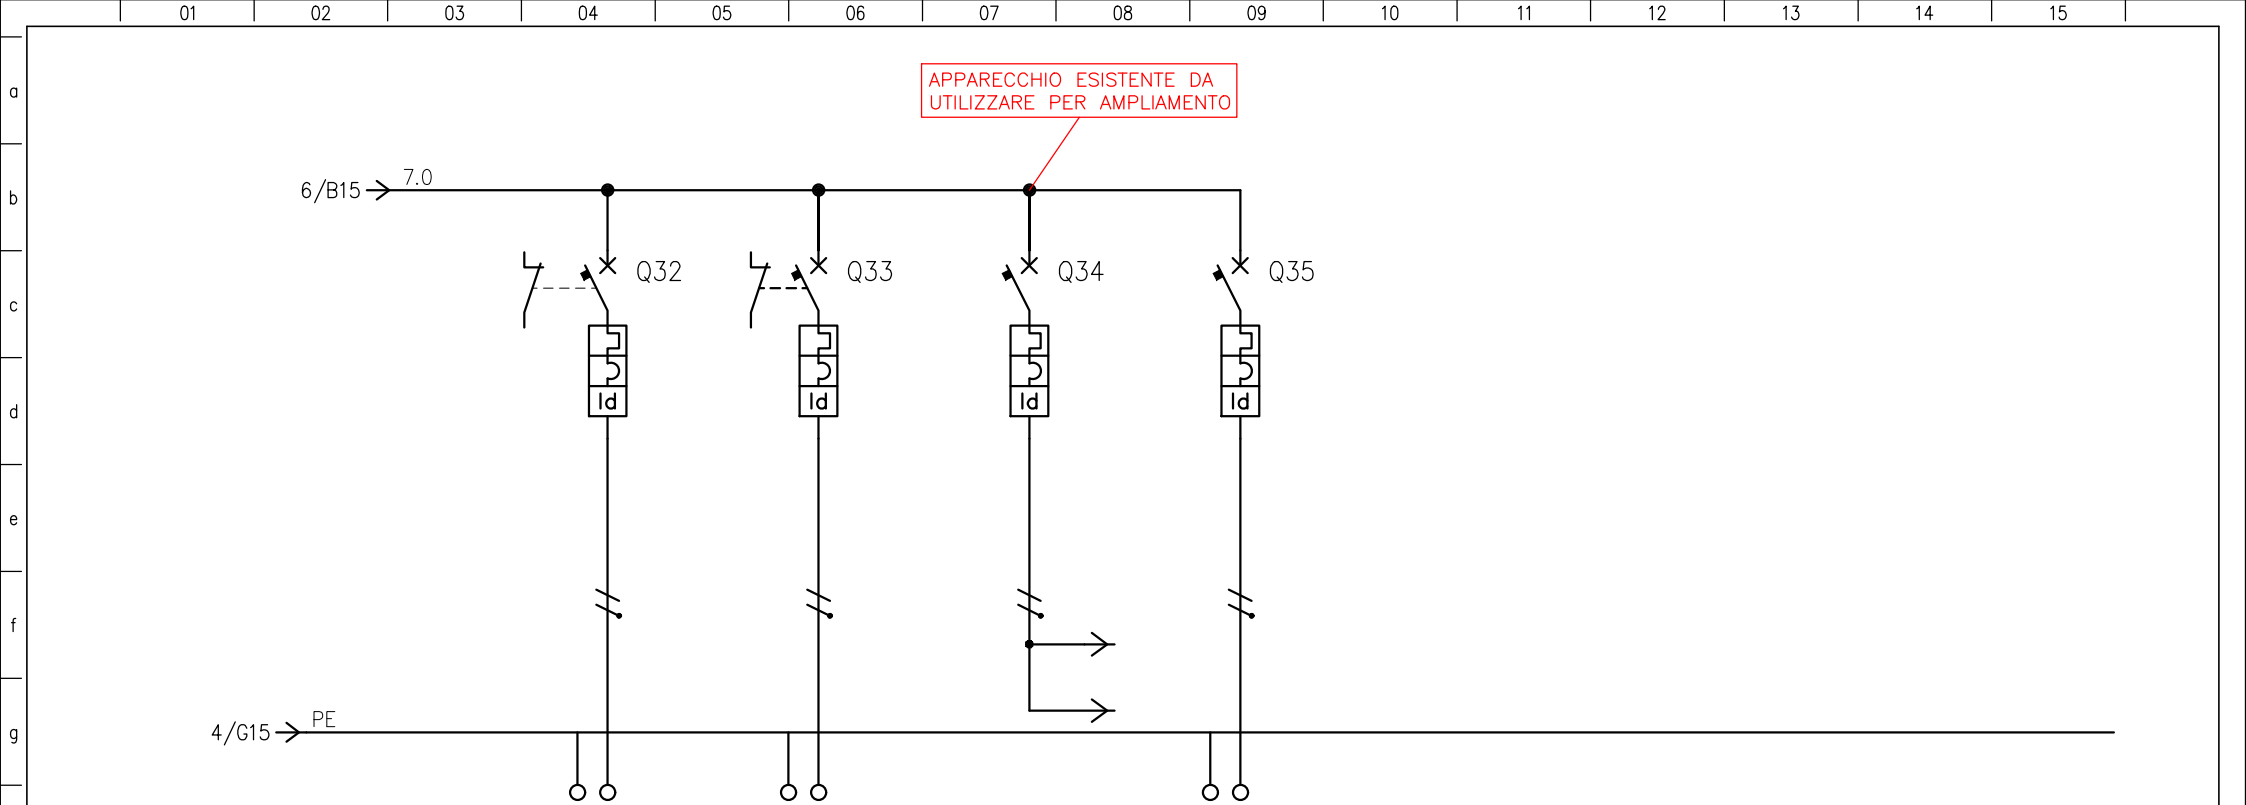 01 02 03 04 05 06 07 08 09 10 11 12 13 14 15
a
APPARECCHIO ESISTENTE DA
UTILIZZARE PER AMPLIAMENTO
b
6/B15 7.0
c
Q32 Q33 Q34 Q35
d
Id Id Id Id
e
f
g
4/G15 PE